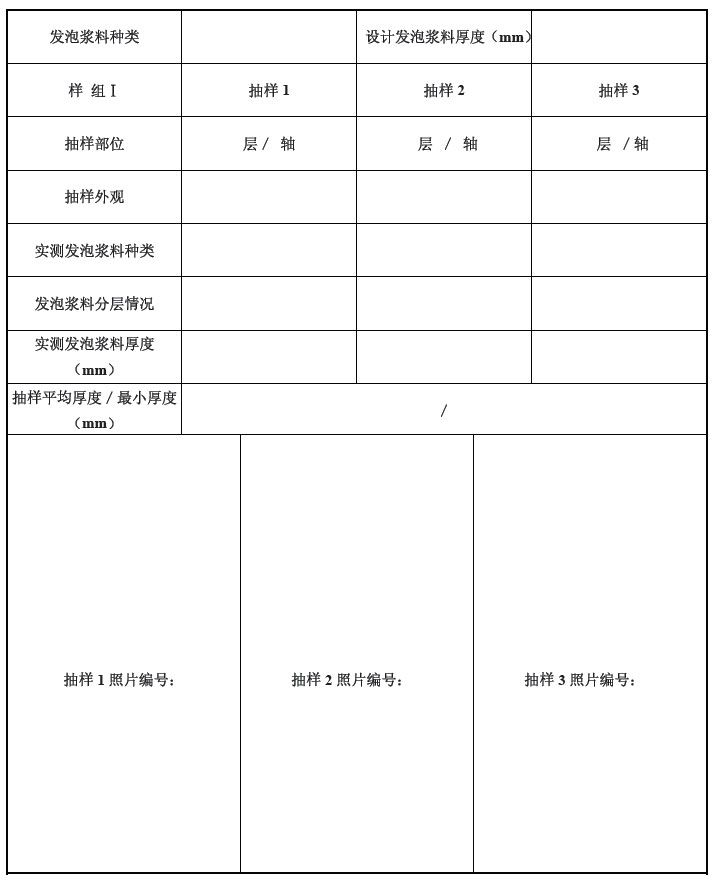 发泡浆料种类 设计发泡浆料厚度（mm）
样 组Ⅰ 抽样1 抽样2 抽样3
抽样部位 层/ 轴 层 / 轴 层 /轴
抽样外观
实测发泡浆料种类
发泡浆料分层情况
实测发泡浆料厚度
（mm）
抽样平均厚度/最小厚度
（mm）
/
抽样1照片编号： 抽样2照片编号： 抽样3照片编号：